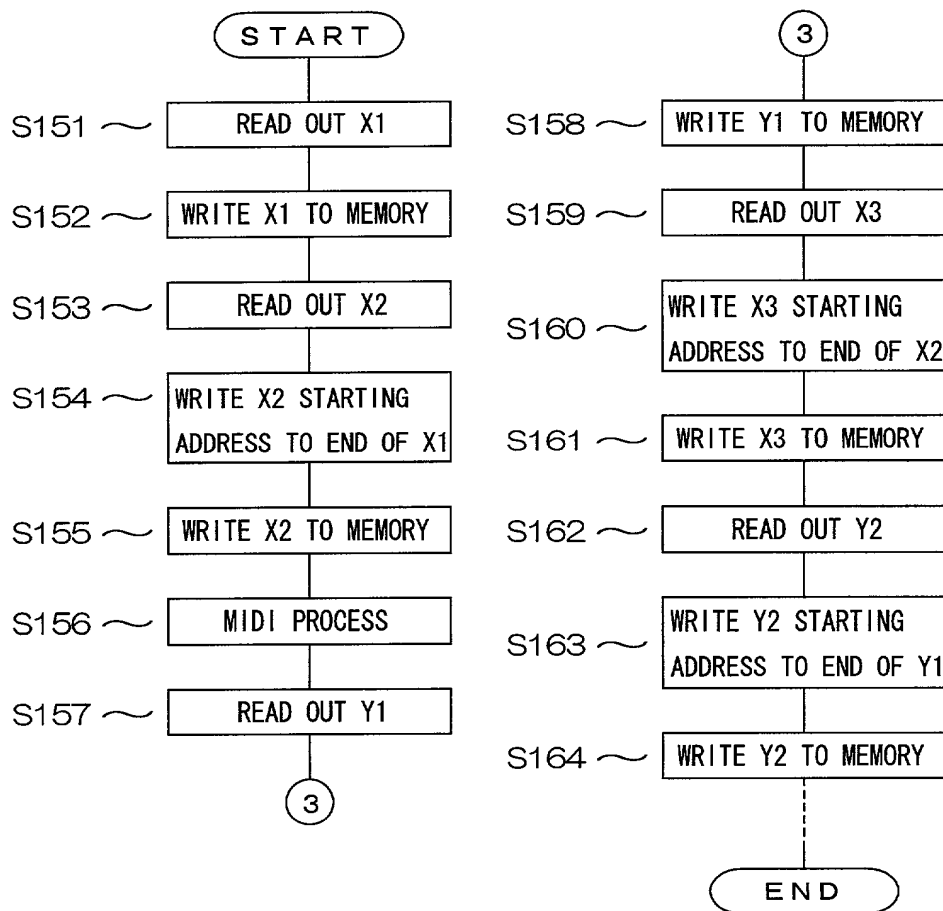 START
S151 READ OUT X1
S152 WRITE X1 TO MEMORY
S153 READ OUT X2
S154 WRITE X2 STARTING
ADDRESS TO END OF X1
S155 WRITE X2 TO MEMORY
S156 MIDI PROCESS
S157 READ OUT Y1
3
3
S158 WRITE Y1 TO MEMORY
S159 READ OUT X3
S160 WRITE X3 STARTING
ADDRESS TO END OF X2
S161 WRITE X3 TO MEMORY
S162 READ OUT Y2
S163 WRITE Y2 STARTING
ADDRESS TO END OF Y1
S164 WRITE Y2 TO MEMORY
END